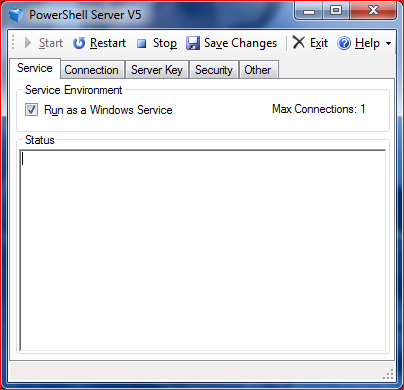 PowerShell Server V5
Start Restart Stop Save Changes Exit Help
Service Connection Server Key Security Other
Service Environment
Run as a Windows Service Max Connections: 1
Status